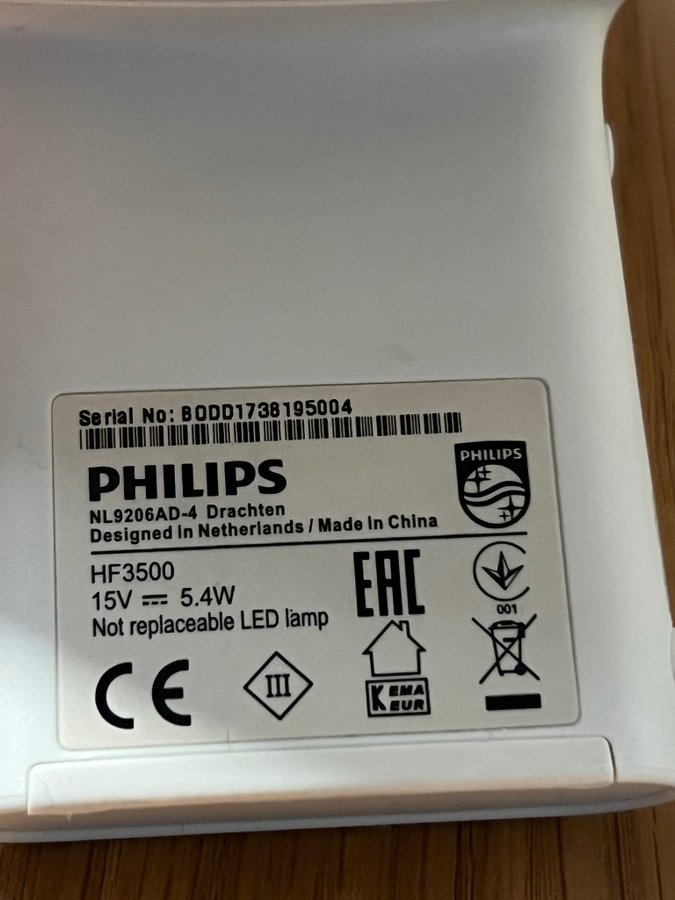 Serial No: BODD1738195004
PHILIPS
PHILIPS
NL9206AD-4 Drachten
Designed in Netherlands / Made in China
HF3500
15V ⎓ 5.4W
Not replaceable LED lamp
EAC
001
CE
III
KEMA
EUR